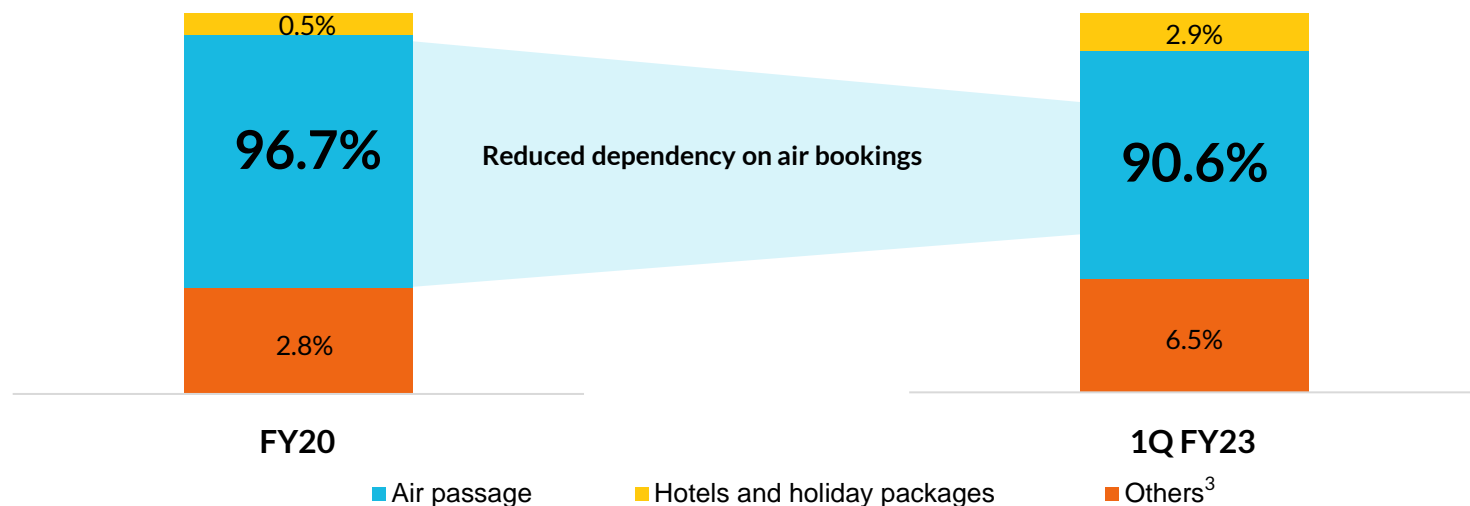 0.5%
2.9%
96.7%
Reduced dependency on air bookings
90.6%
2.8%
6.5%
FY20
1Q FY23
Air passage
Hotels and holiday packages
Others³